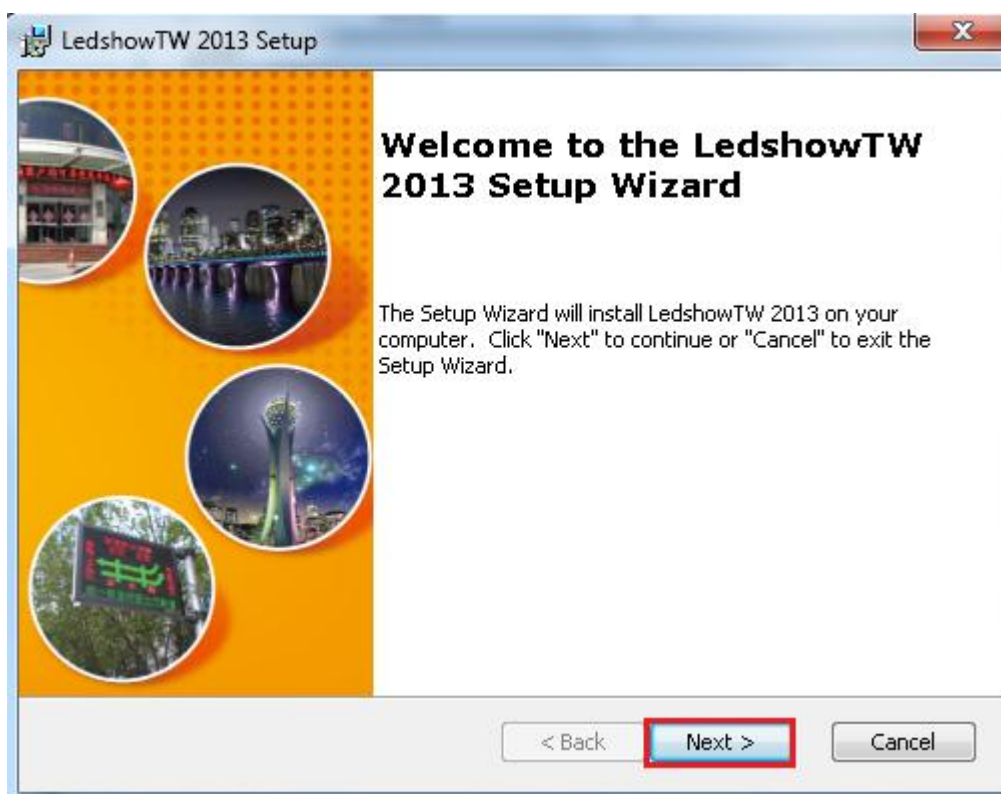 LedshowTW 2013 Setup
Welcome to the LedshowTW
2013 Setup Wizard
The Setup Wizard will install LedshowTW 2013 on your
computer. Click "Next" to continue or "Cancel" to exit the
Setup Wizard.
< Back
Next >
Cancel